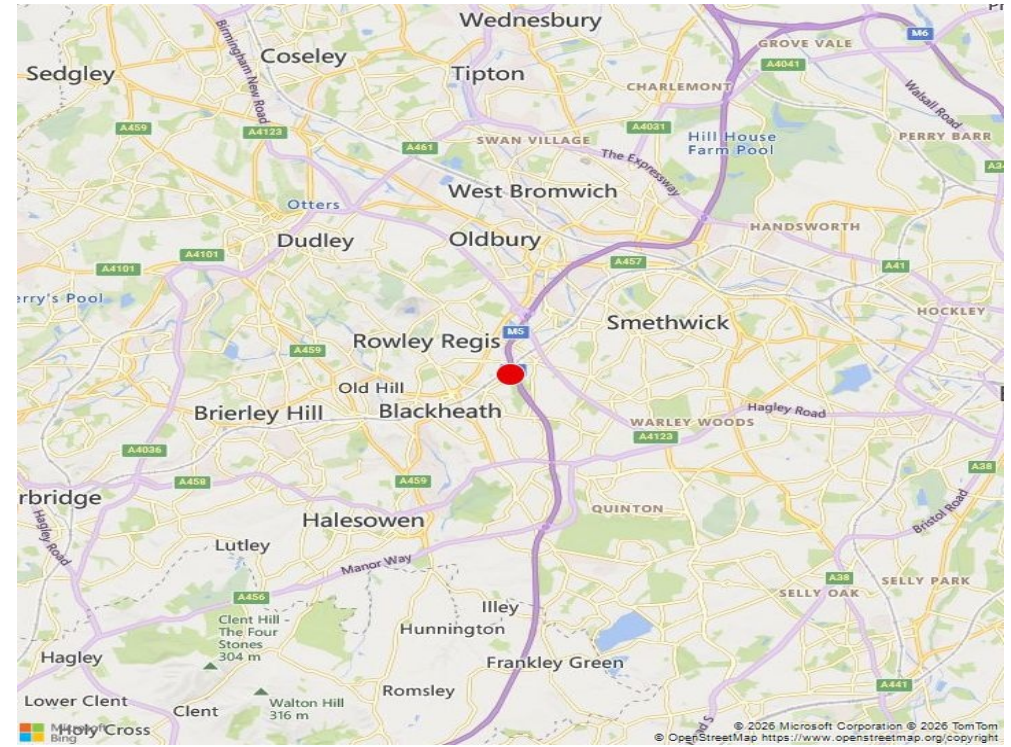 Wednesbury
M6
Coseley
GROVE VALE
Sedgley
Tipton
A4041
Birmingham New Road
CHARLEMONT
Walsall Road
A459
A4123
A4031
Hill House
Farm Pool
PERRY BARR
A461
SWAN VILLAGE
The Expressway
West Bromwich
Otters
HANDSWORTH
Dudley
Oldbury
A4101
A4101
A457
A41
erry's Pool
HOCKLEY
Smethwick
M5
Rowley Regis
A459
Old Hill
Brierley Hill
Blackheath
Hagley Road
WARLEY WOODS
A4123
A4036
A38
A458
A459
rbridge
QUINTON
Bristol Road
Halesowen
Hagley Road
Lutley
Manor Way
A38
SELLY PARK
SELLY OAK
A456
Illey
Clent Hill -
The Four
Stones
304 m
Hunnington
Hagley
Frankley Green
A441
Romsley
Lower Clent
Walton Hill
316 m
Clent
Holy Cross
Microsoft
Bing
© 2026 Microsoft Corporation © 2026 TomTom
© OpenStreetMap https://www.openstreetmap.org/copyright